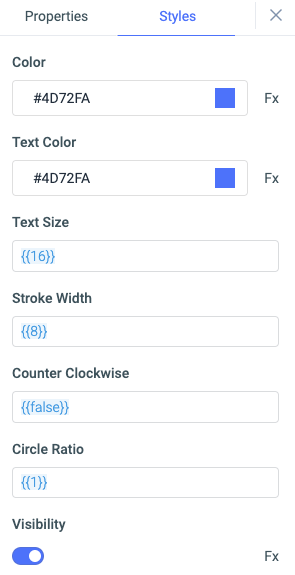 Properties Styles
Color
#4D72FA Fx
Text Color
#4D72FA Fx
Text Size
{{16}}
Stroke Width
{{8}}
Counter Clockwise
{{false}}
Circle Ratio
{{1}}
Visibility
Fx